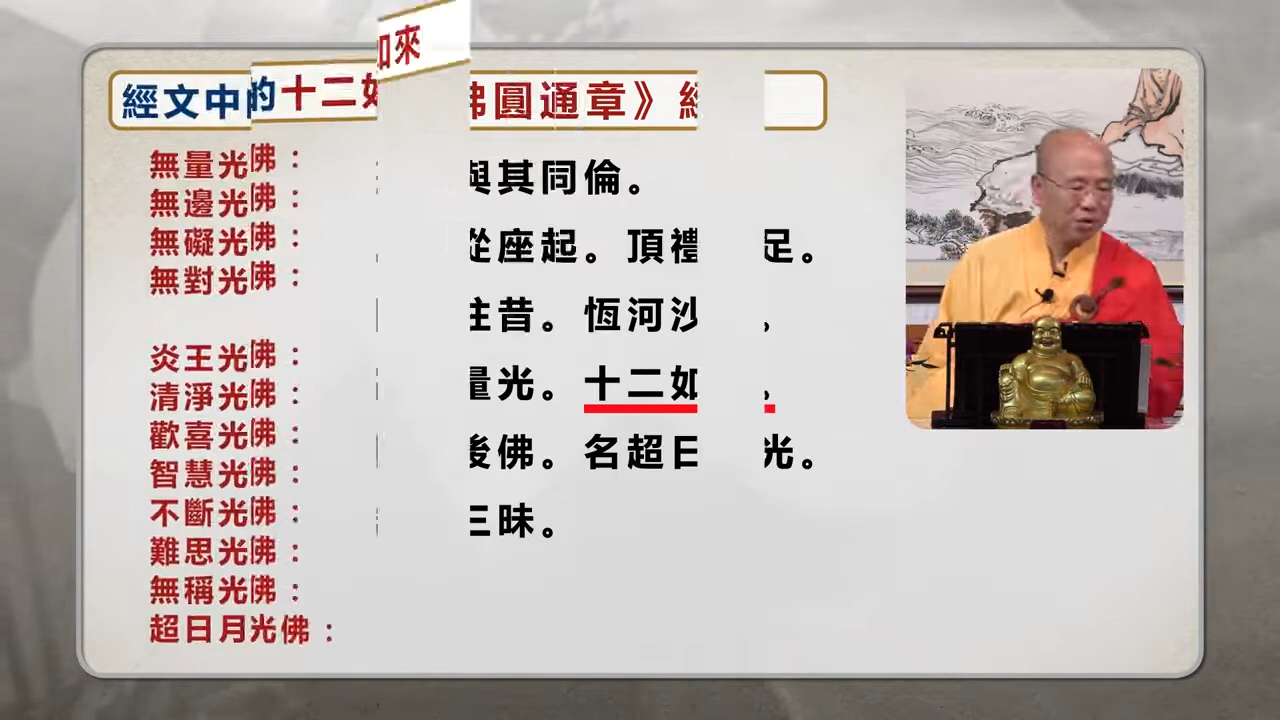 經文中的十二如來
圓通章》經
無量光佛：
無邊光佛：
無礙光佛：
無對光佛：
炎王光佛：
清淨光佛：
歡喜光佛：
智慧光佛：
不斷光佛：
難思光佛：
無稱光佛：
超日月光佛：
與其同倫。
從座起。頂禮 足。
往昔。恆河沙 。
量光。十二如 。
後佛。名超日 光。
三昧。